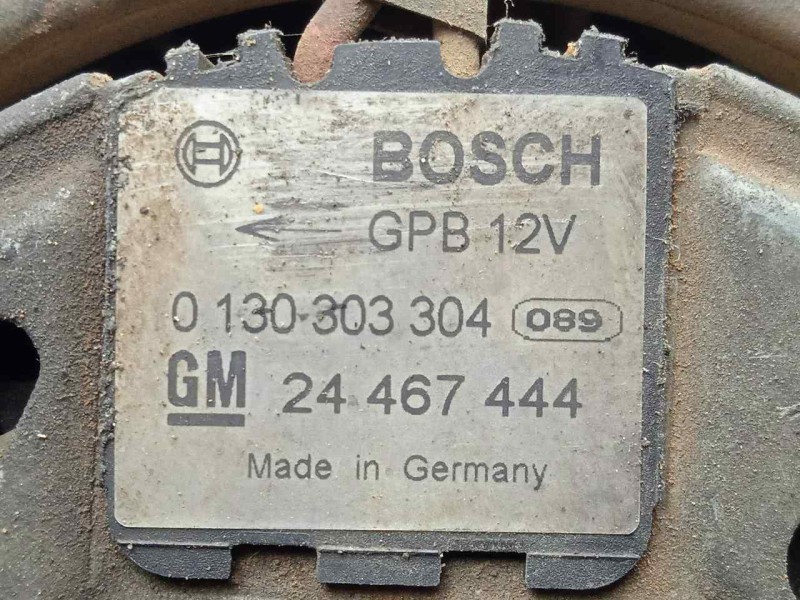 BOSCH
GPB 12V
0 130 303 304 089
GM 24 467 444
Made in Germany